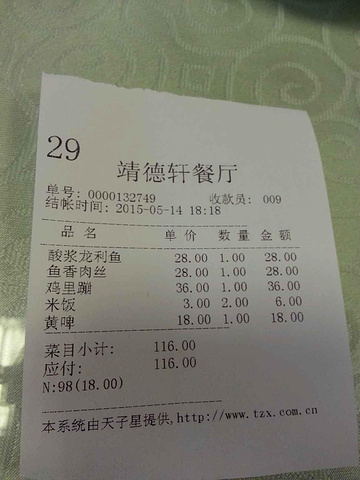 29
靖德轩餐厅
单号: 0000132749 收款员: 009
结帐时间: 2015-05-14 18:18
品名 单价 数量 金额
酸浆龙利鱼 28.00 1.00 28.00
鱼香肉丝 28.00 1.00 28.00
鸡里蹦 36.00 1.00 36.00
米饭 3.00 2.00 6.00
黄啤 18.00 1.00 18.00
菜目小计: 116.00
应付: 116.00
N:98(18.00)
本系统由天子星提供,http://www.tzx.com.cn